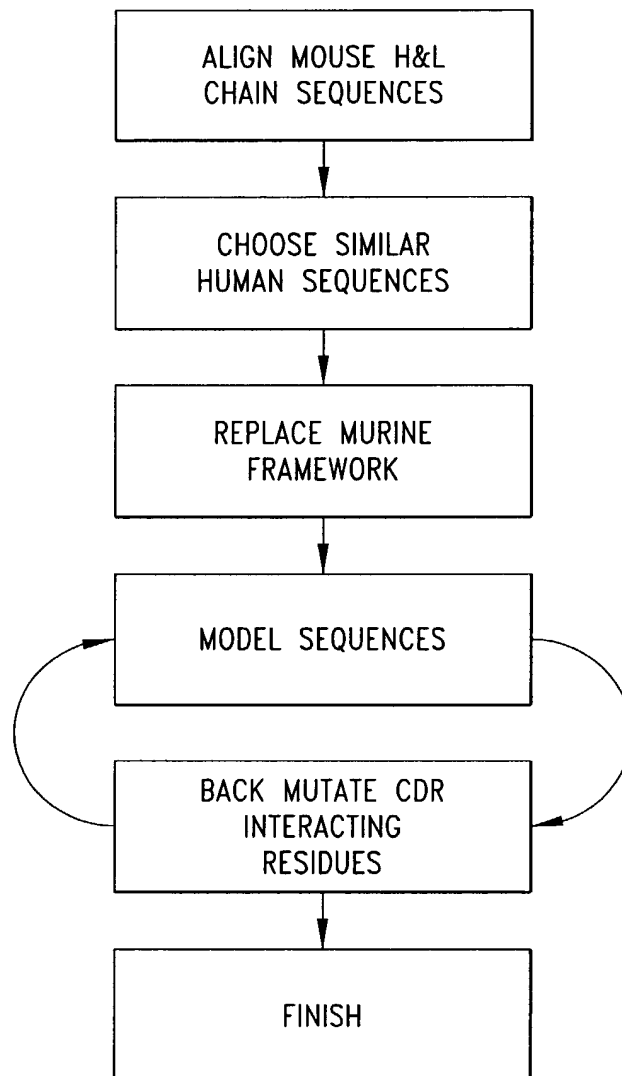 ALIGN MOUSE H&L
CHAIN SEQUENCES
CHOOSE SIMILAR
HUMAN SEQUENCES
REPLACE MURINE
FRAMEWORK
MODEL SEQUENCES
BACK MUTATE CDR
INTERACTING
RESIDUES
FINISH